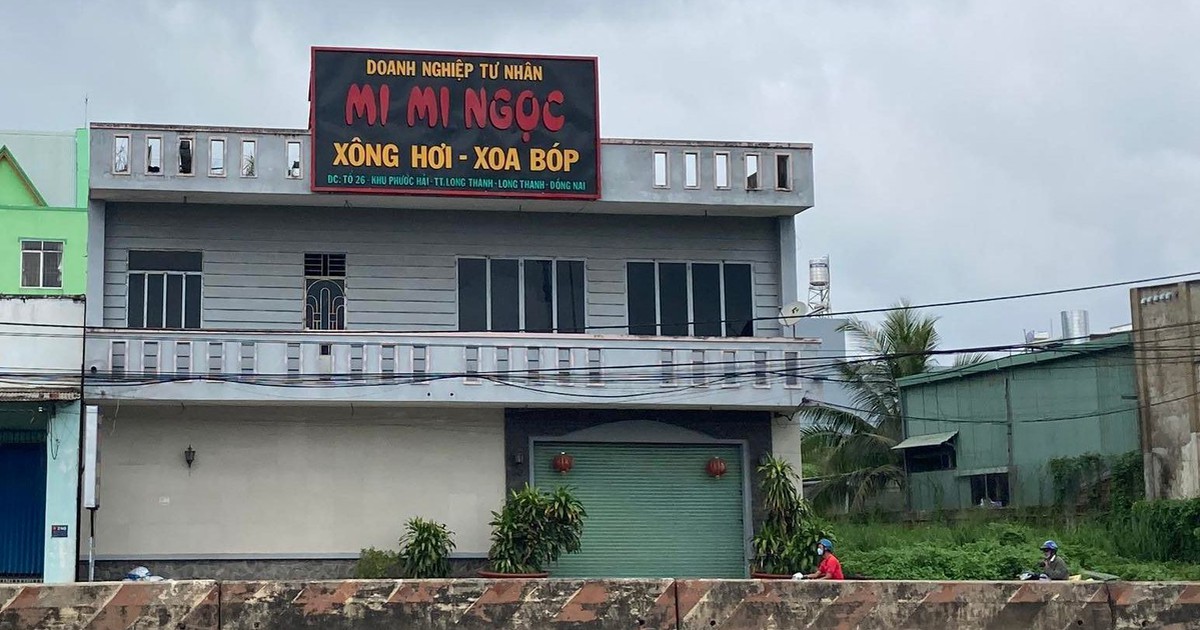 DOANH NGHIỆP TƯ NHÂN
MI MI NGỌC
XÔNG HƠI - XOA BÓP
ĐC: TỔ 26 - KHU PHƯỚC HẢI - TT.LONG THÀNH - LONG THÀNH - ĐỒNG NAI